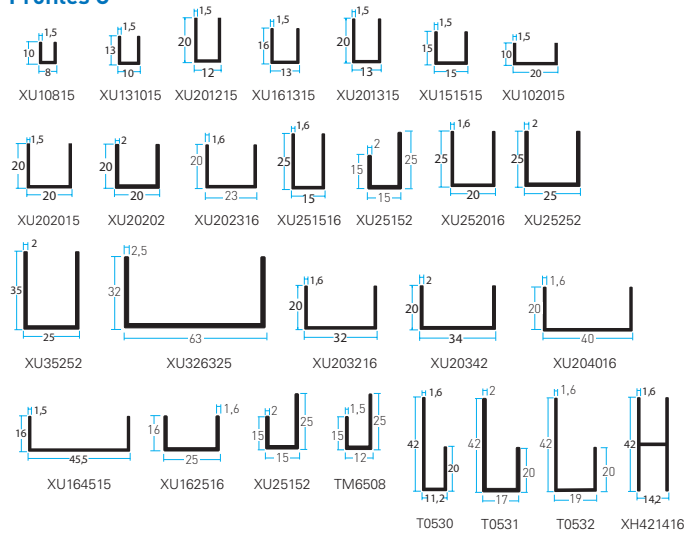 Profiles U
1,5 1,5 1,5 1,5 1,5 1,5 1,5
10 13 20 16 20 15 10
8 10 12 13 13 15 20
XU10815 XU131015 XU201215 XU161315 XU201315 XU151515 XU102015
1,5 2 1,6 1,6 2 1,6 2
20 20 20 25 15 25 25 25
20 20 23 15 15 20 25
XU202015 XU20202 XU202316 XU251516 XU25152 XU252016 XU25252
2 2,5 1,6 2 1,6
35 32 20 20 20
25 63 32 34 40
XU35252 XU326325 XU203216 XU20342 XU204016
1,5 1,6 2 1,5 1,6 2 1,6 1,6
16 16 15 25 15 25 42 20 42 20 42 20 42
45,5 25 15 12 11,2 17 19 14,2
XU164515 XU162516 XU25152 TM6508
T0530 T0531 T0532 XH421416